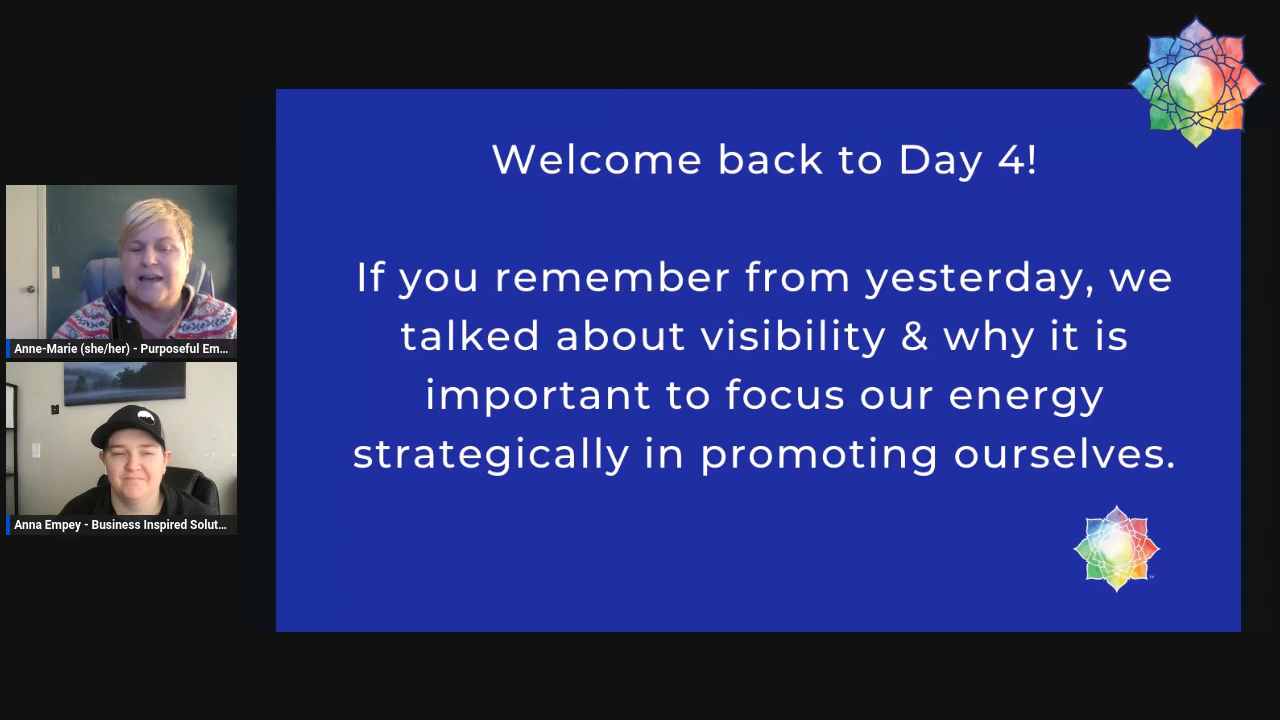 Welcome back to Day 4!
If you remember from yesterday, we
talked about visibility & why it is
important to focus our energy
strategically in promoting ourselves.
Anne-Marie (she/her) - Purposeful Em...
Anna Empey - Business Inspired Solut...